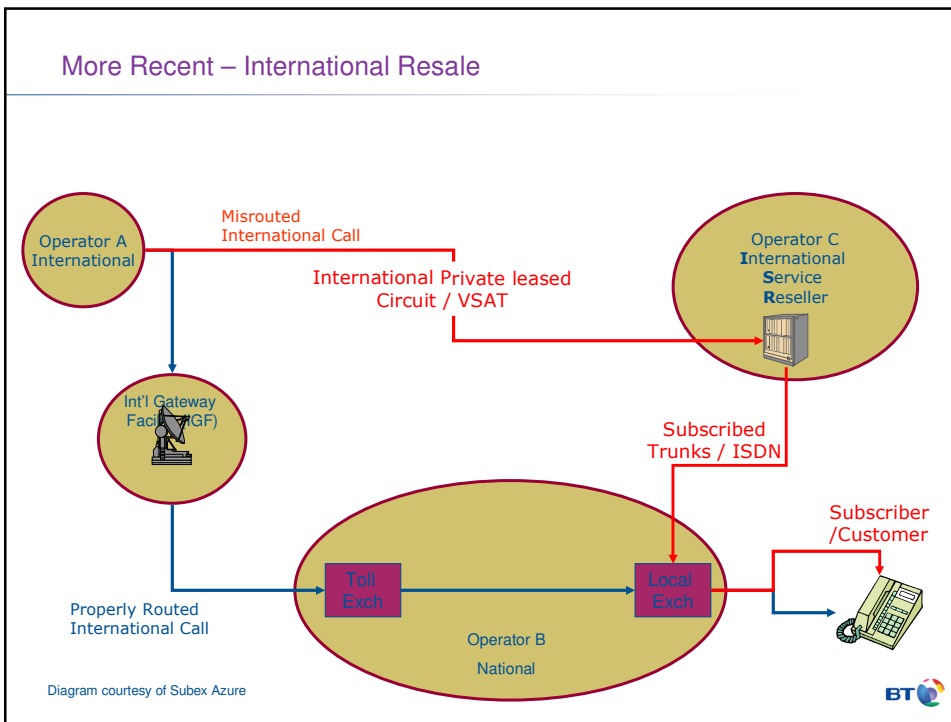 More Recent – International Resale
Operator A
International
Misrouted
International Call
International Private leased
Circuit / VSAT
Operator C
International
Service
Reseller
Int'l Gateway
Subscribed
Trunks / ISDN
Subscriber
/Customer
Toll
Exch
Local
Exch
Properly Routed
International Call
Operator B
National
Diagram courtesy of Subex Azure
BT